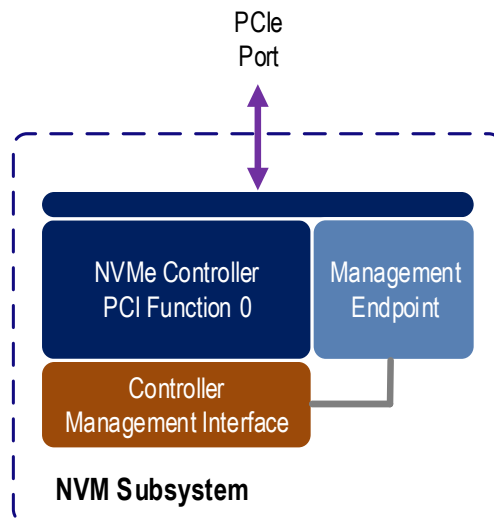 PCIe
Port
NVMe Controller
PCI Function 0
Management
Endpoint
Controller
Management Interface
NVM Subsystem